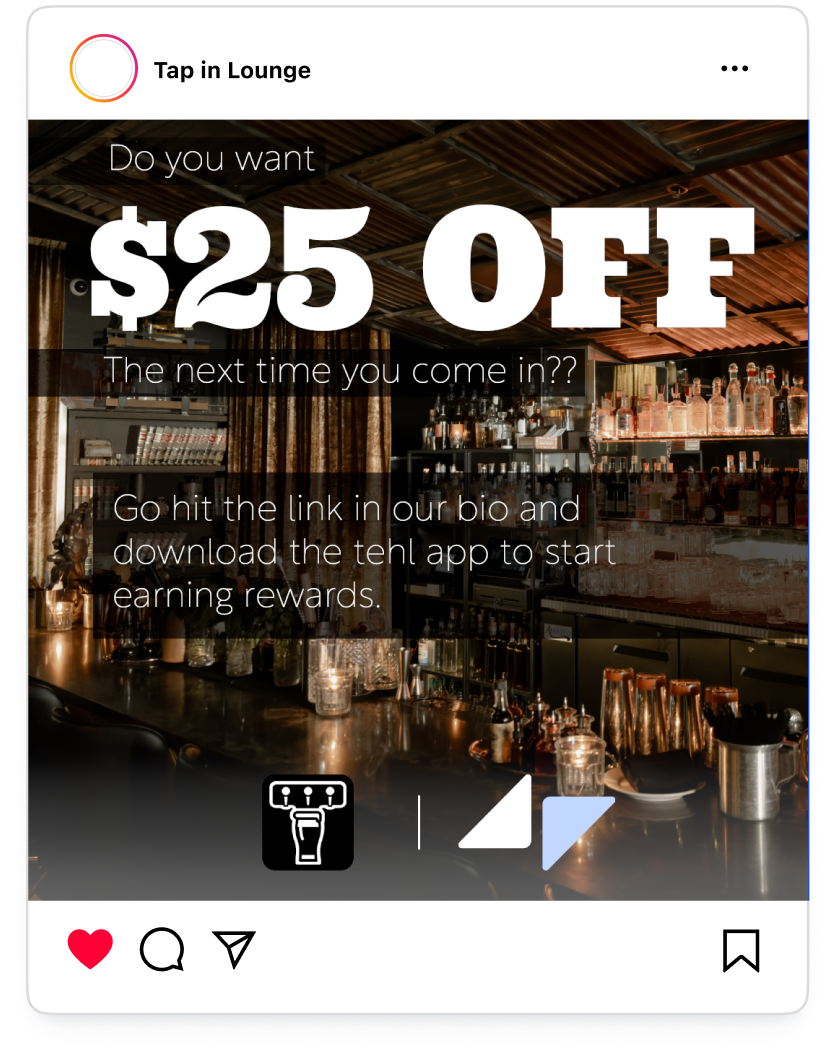 Tap in Lounge
Do you want
$25 OFF
The next time you come in??
Go hit the link in our bio and
download the tehl app to start
earning rewards.